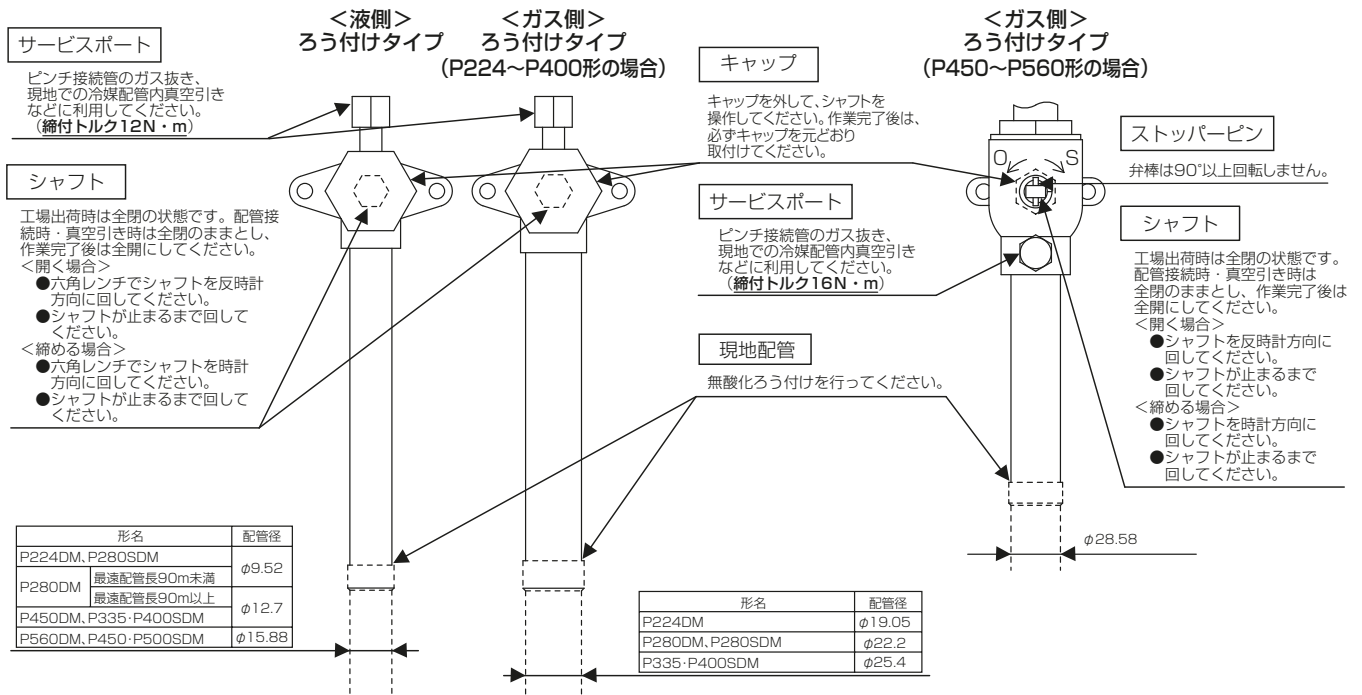 <液側>
ろう付けタイプ
<ガス側>
ろう付けタイプ
(P224～P400形の場合)
<ガス側>
ろう付けタイプ
(P450～P560形の場合)
サービスポート
ピンチ接続管のガス抜き、
現地での冷媒配管内真空引き
などに利用してください。
(締付トルク12N・m)
シャフト
工場出荷時は全閉の状態です。配管接
続時・真空引き時は全閉のままとし、
作業完了後は全開にしてください。
<開く場合>
●六角レンチでシャフトを反時計
方向に回してください。
●シャフトが止まるまで回して
ください。
<締める場合>
●六角レンチでシャフトを時計
方向に回してください。
●シャフトが止まるまで回して
ください。
キャップ
キャップを外して、シャフトを
操作してください。作業完了後は、
必ずキャップを元どおり
取付けてください。
サービスポート
ピンチ接続管のガス抜き、
現地での冷媒配管内真空引き
などに利用してください。
(締付トルク16N・m)
現地配管
無酸化ろう付けを行ってください。
O S
ストッパーピン
弁棒は90°以上回転しません。
シャフト
工場出荷時は全閉の状態です。
配管接続時・真空引き時は
全閉のままとし、作業完了後は
全開にしてください。
<開く場合>
●シャフトを反時計方向に
回してください。
●シャフトが止まるまで
回してください。
<締める場合>
●シャフトを時計方向に
回してください。
●シャフトが止まるまで
回してください。
φ28.58
形名 配管径
P224DM、P280SDM φ9.52
P280DM 最遠配管長90m未満
最遠配管長90m以上 φ12.7
P450DM、P335・P400SDM
P560DM、P450・P500SDM φ15.88
形名 配管径
P224DM φ19.05
P280DM、P280SDM φ22.2
P335・P400SDM φ25.4